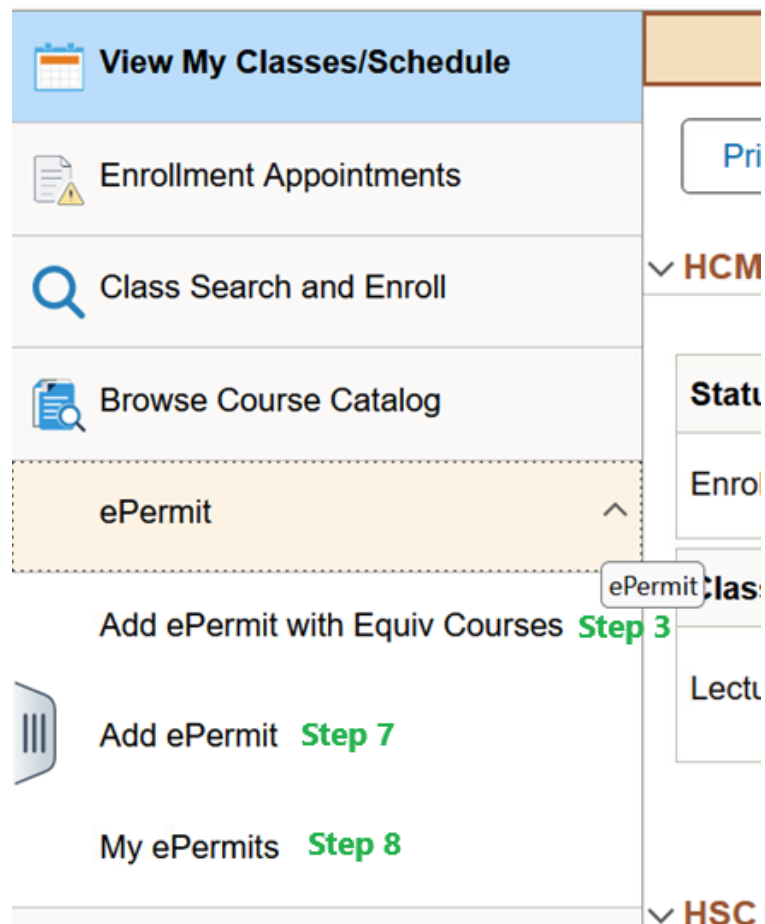 View My Classes/Schedule
Enrollment Appointments
Class Search and Enroll
Browse Course Catalog
ePermit
ePermit
Add ePermit with Equiv Courses Step 3
Add ePermit Step 7
My ePermits Step 8
Pri
HCM
Statu
Enrol
Class
Lectu
HSC